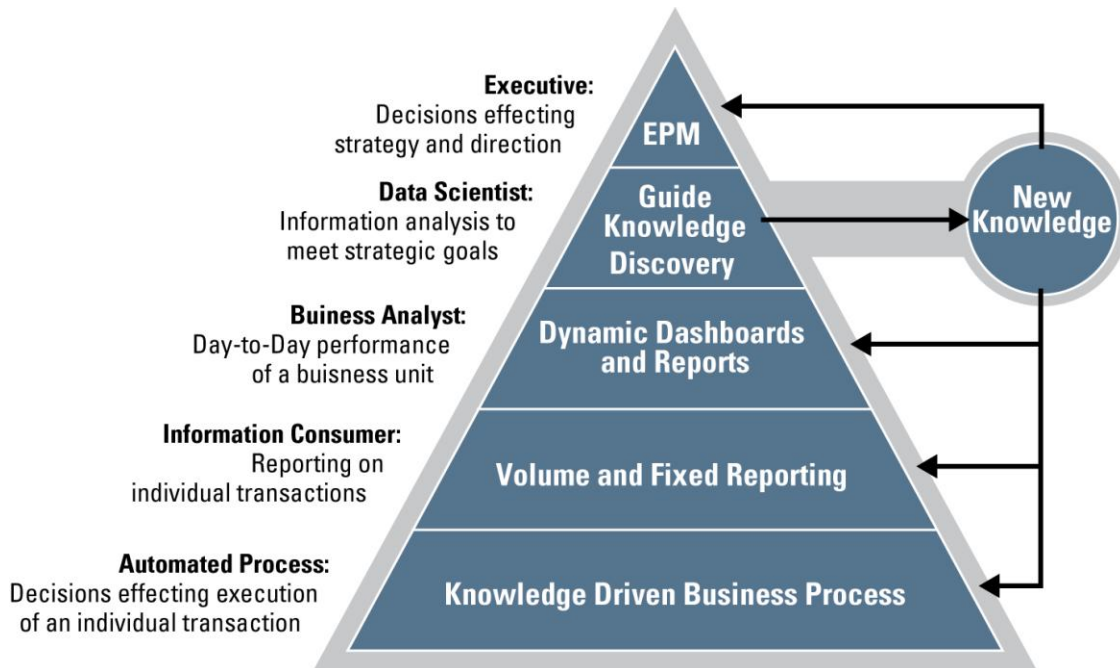 Executive:
Decisions effecting
strategy and direction
EPM
Data Scientist:
Information analysis to
meet strategic goals
Guide
Knowledge
Discovery
New
Knowledge
Buiness Analyst:
Day-to-Day performance
of a buisness unit
Dynamic Dashboards
and Reports
Information Consumer:
Reporting on
individual transactions
Volume and Fixed Reporting
Automated Process:
Decisions effecting execution
of an individual transaction
Knowledge Driven Business Process